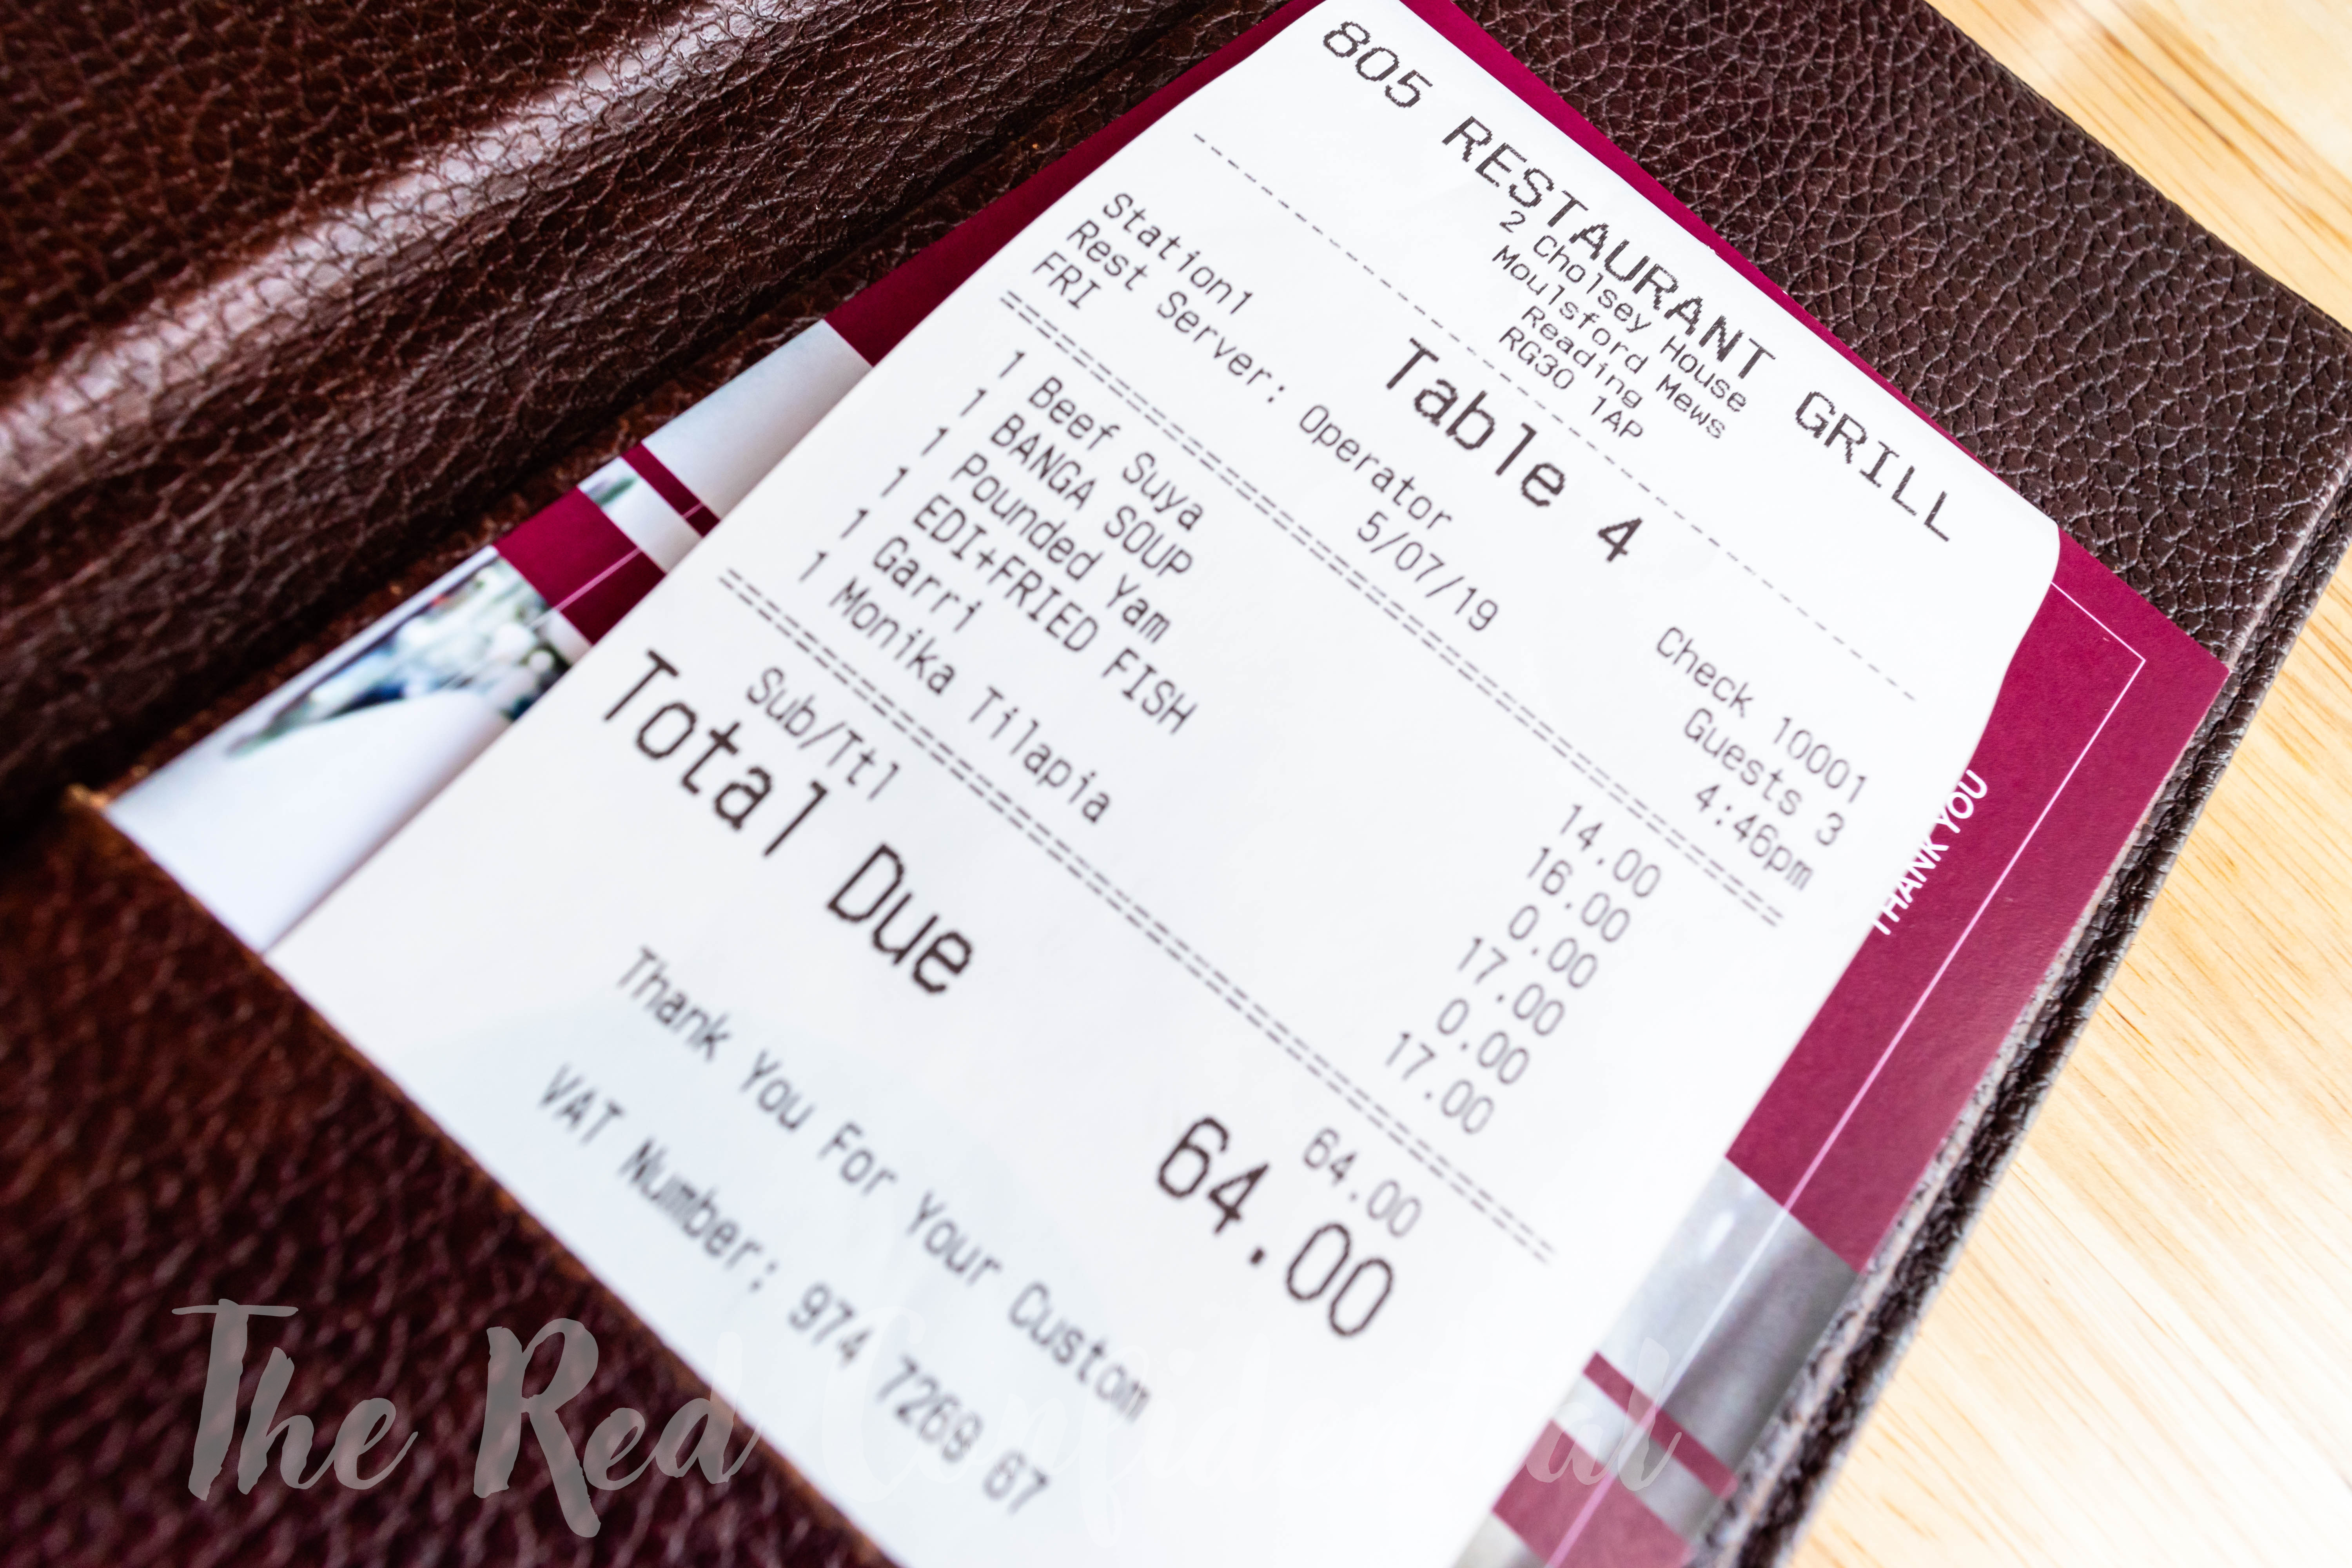 805 RESTAURANT GRILL
2 Cholsey House
Moulsford Mews
Reading
RG30 1AP
Table 4
Station1 Check 10001
Rest Server: Operator Guests 3
FRI 5/07/19 4:46pm
1 Beef Suya 14.00
1 BANGA SOUP 16.00
1 Pounded Yam 0.00
1 EDI+FRIED FISH 17.00
1 Garri 0.00
1 Monika Tilapia 17.00
Sub/Ttl 64.00
Total Due 64.00
Thank You For Your Custom
VAT Number: 974 7269 67
THANK YOU
The Red Confidential